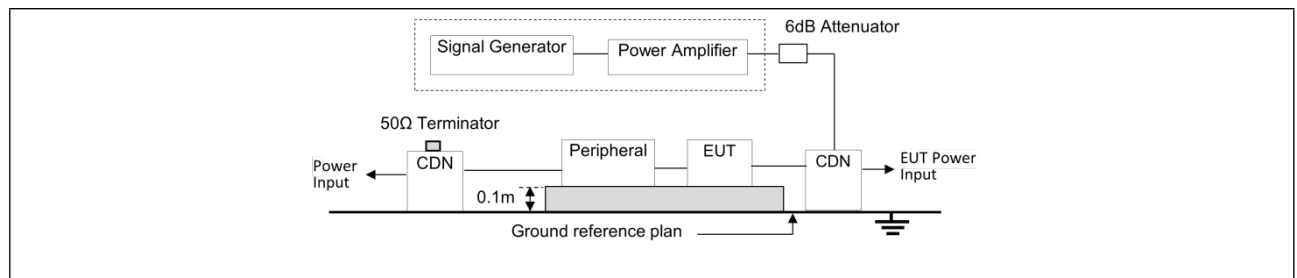 6dB Attenuator
Signal Generator
Power Amplifier
50Ω Terminator
CDN
Peripheral
EUT
CDN
Power
Input
EUT Power
Input
0.1m
Ground reference plan